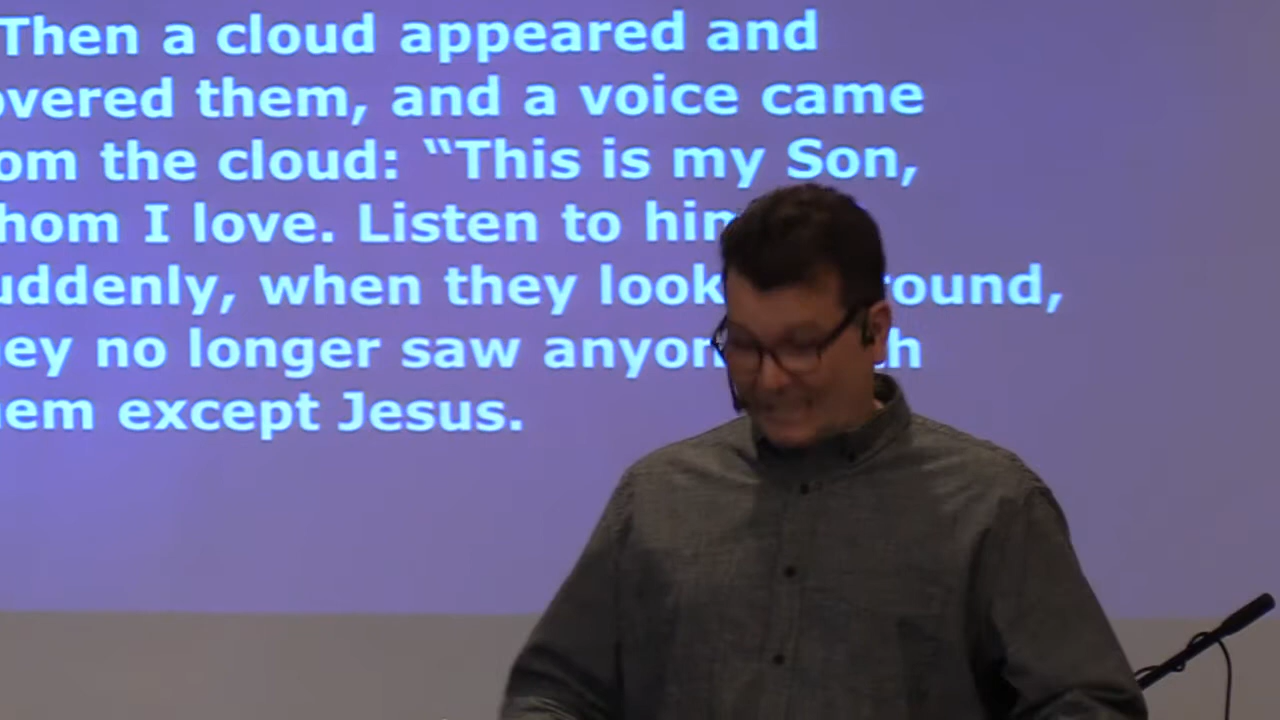 Then a cloud appeared and
overed them, and a voice came
om the cloud: “This is my Son,
hom I love. Listen to him
uddenly, when they look round,
ey no longer saw anyon h
em except Jesus.